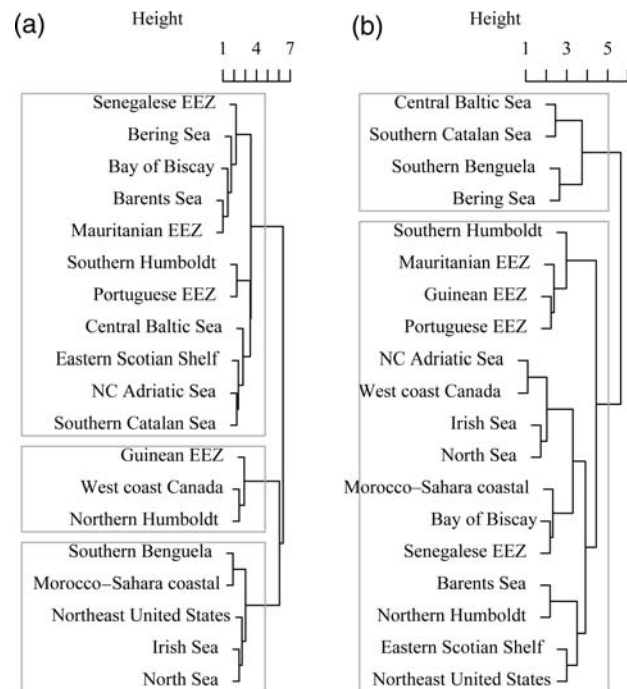 (a) Height
1 4 7
Senegalese EEZ
Bering Sea
Bay of Biscay
Barents Sea
Mauritanian EEZ
Southern Humboldt
Portuguese EEZ
Central Baltic Sea
Eastern Scotian Shelf
NC Adriatic Sea
Southern Catalan Sea
Guinean EEZ
West coast Canada
Northern Humboldt
Southern Benguela
Morocco–Sahara coastal
Northeast United States
Irish Sea
North Sea
(b) Height
1 3 5
Central Baltic Sea
Southern Catalan Sea
Southern Benguela
Bering Sea
Southern Humboldt
Mauritanian EEZ
Guinean EEZ
Portuguese EEZ
NC Adriatic Sea
West coast Canada
Irish Sea
North Sea
Morocco–Sahara coastal
Bay of Biscay
Senegalese EEZ
Barents Sea
Northern Humboldt
Eastern Scotian Shelf
Northeast United States